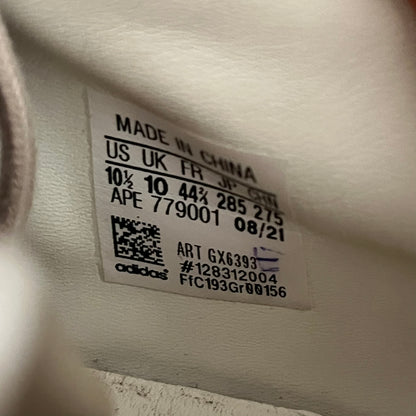 MADE IN CHINA
US UK FR JP CHN
10½ 10 44⅔ 285 275
APE 779001 08/21
ART GX6393
#128312004
adidas FfC193Gr00156